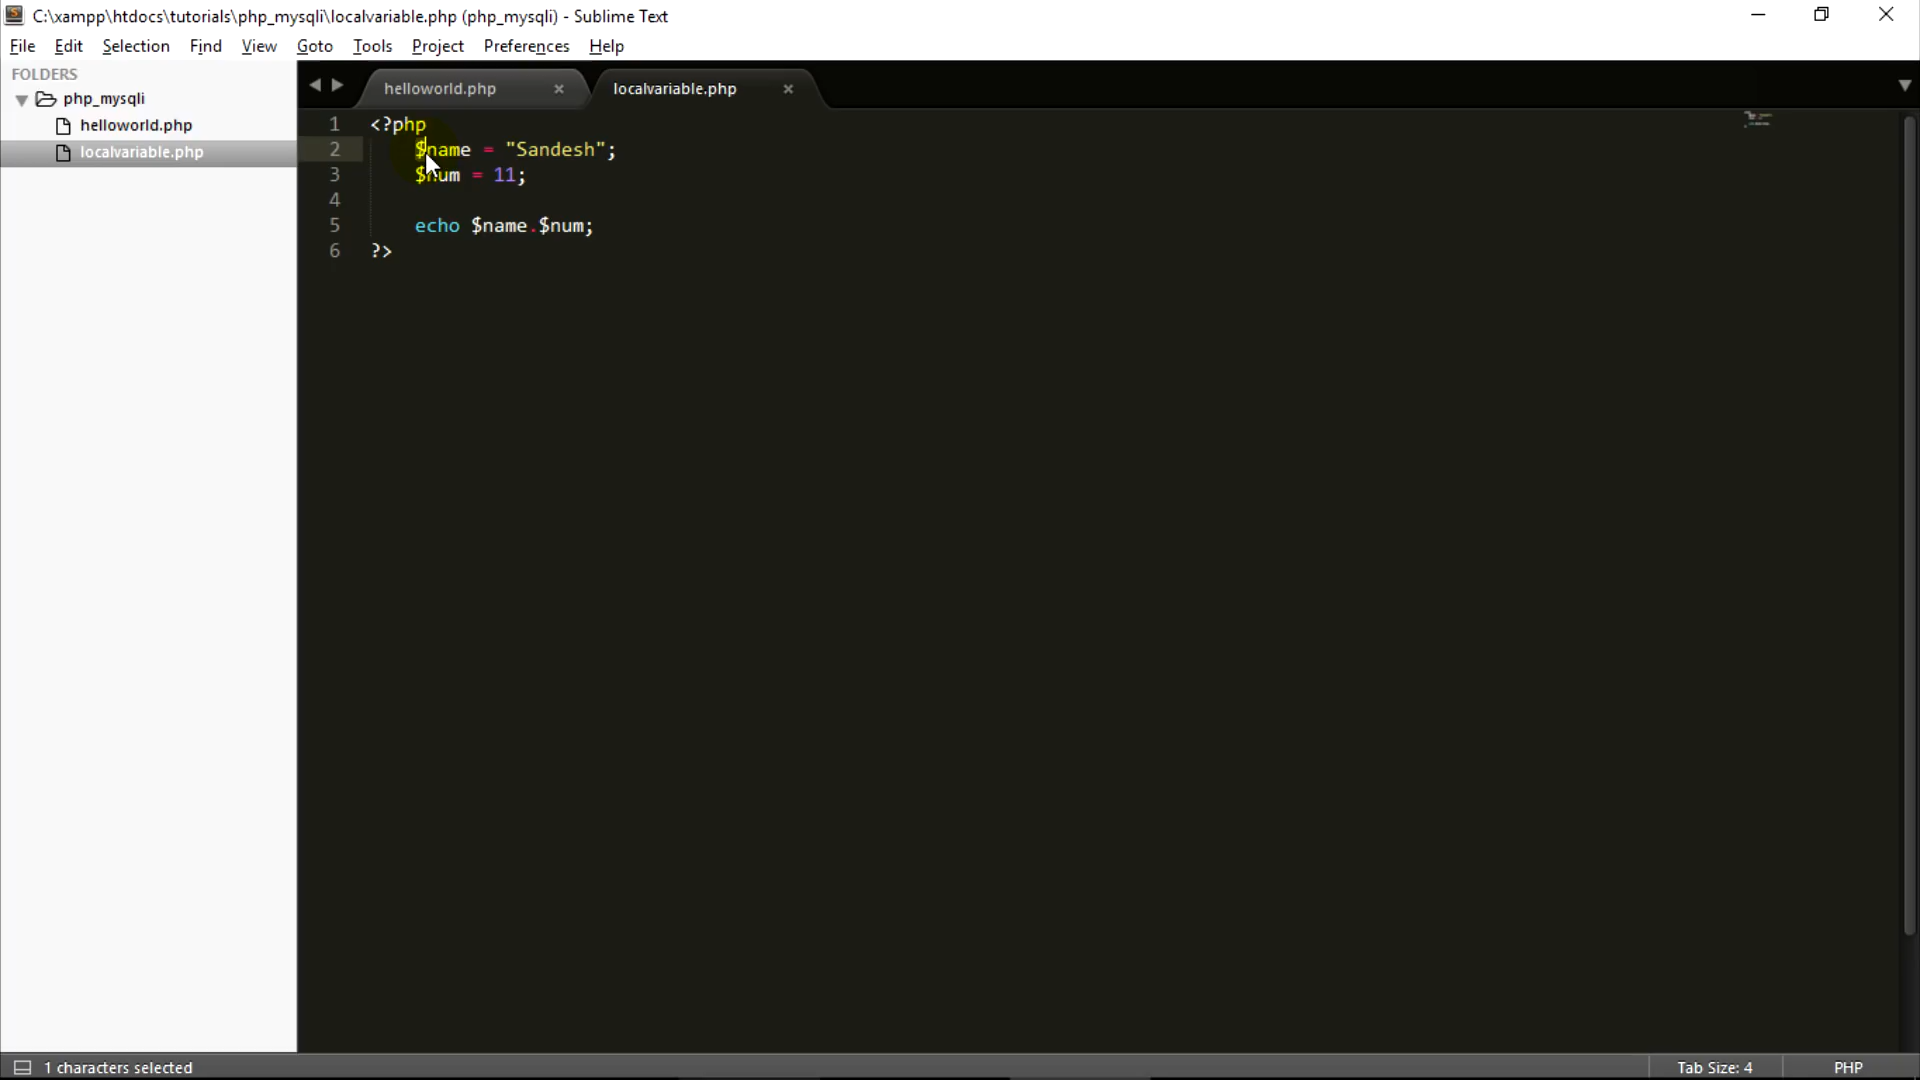 C:\xampp\htdocs\tutorials\php_mysqli\localvariable.php (php_mysqli) - Sublime Text
File Edit Selection Find View Goto Tools Project Preferences Help
FOLDERS
php_mysqli
helloworld.php
localvariable.php
helloworld.php × localvariable.php ×
1 <?php
2 $name = "Sandesh";
3 $num = 11;
4
5 echo $name.$num;
6 ?>
1 characters selected Tab Size: 4 PHP